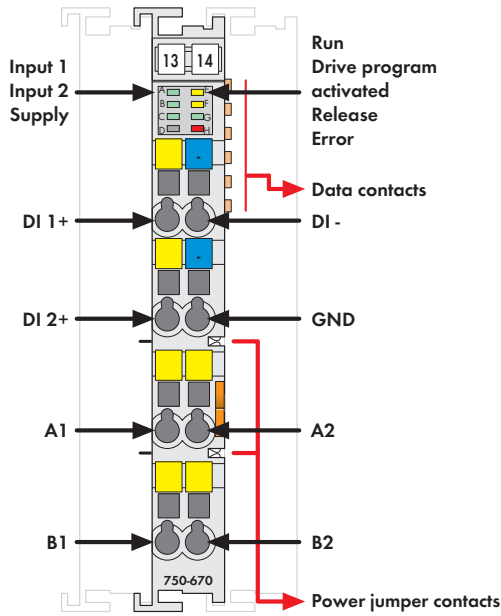 Run
Drive program
activated
Release
Error
Input 1
Input 2
Supply
13 14
A E
B F
C G
D H
Data contacts
-
DI 1+
DI -
-
DI 2+
GND
A1
A2
B1
B2
750-670
Power jumper contacts